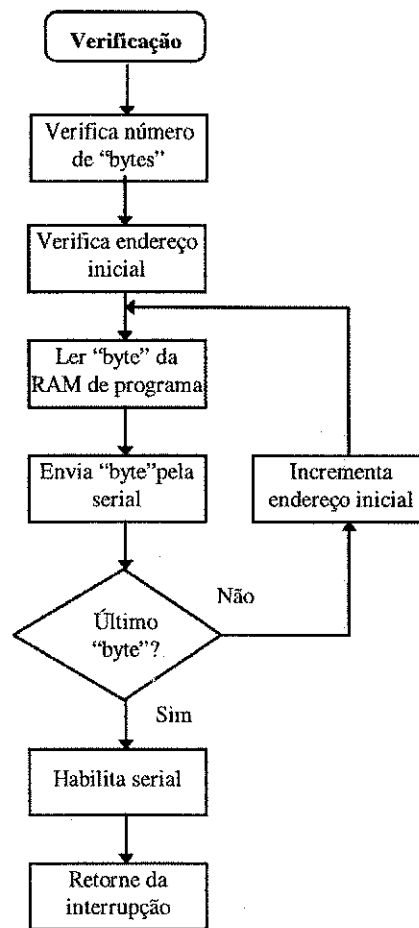 Verificação
Verifica número
de "bytes"
Verifica endereço
inicial
Ler "byte" da
RAM de programa
Envia "byte"pela
serial
Incrementa
endereço inicial
Último
"byte"?
Não
Sim
Habilita serial
Retorne da
interrupção